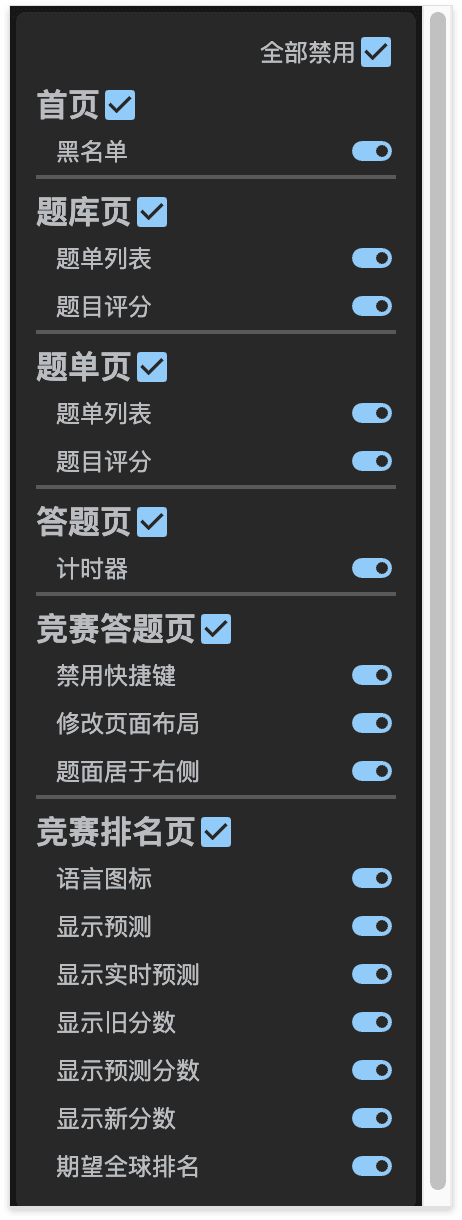 全部禁用
首页
黑名单
题库页
题单列表
题目评分
题单页
题单列表
题目评分
答题页
计时器
竞赛答题页
禁用快捷键
修改页面布局
题面居于右侧
竞赛排名页
语言图标
显示预测
显示实时预测
显示旧分数
显示预测分数
显示新分数
期望全球排名